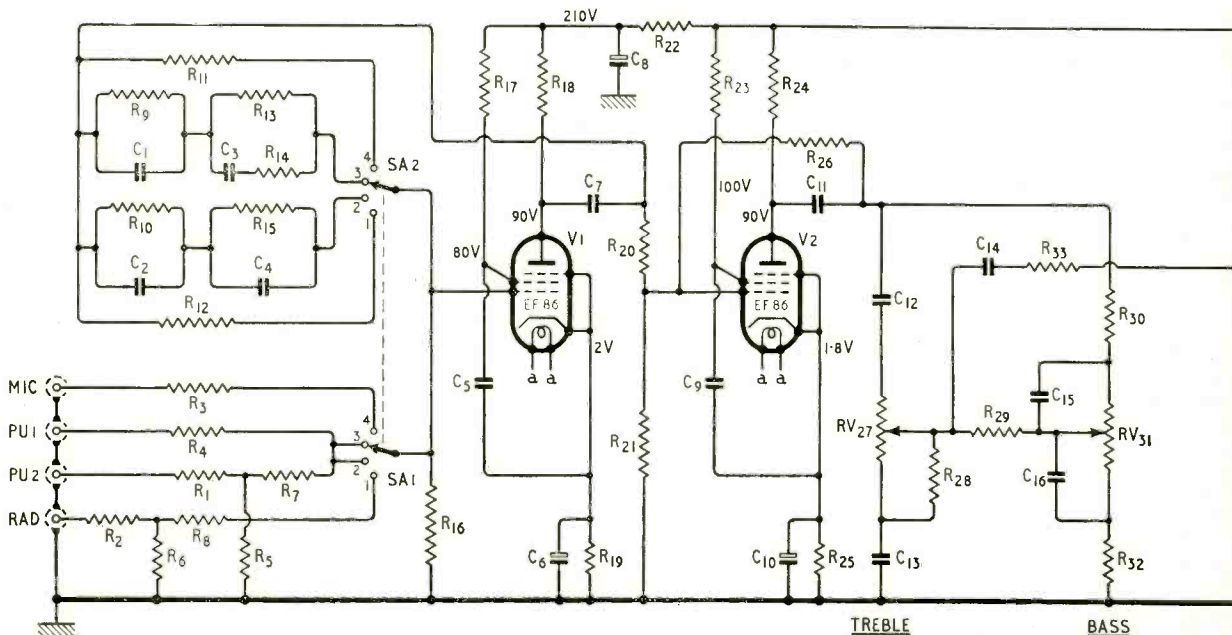 210V
R11
R9
C1
R13
C3
R14
4
3
2
1
SA2
R10
C2
R15
C4
R12
MIC
PU1
PU2
RAD
R3
R4
R1
R7
R2
R8
R6
R5
4
3
2
1
SA1
R16
R17
R18
C8
R22
C7
90V
80V
V1
EF 86
2V
a a
C5
C6
R19
R20
R21
R23
R24
R26
100V
C11
90V
V2
EF 86
1·8V
a a
C9
C10
R25
C14
R33
C12
RV27
R28
C13
R29
R30
C15
RV31
C16
R32
TREBLE
BASS